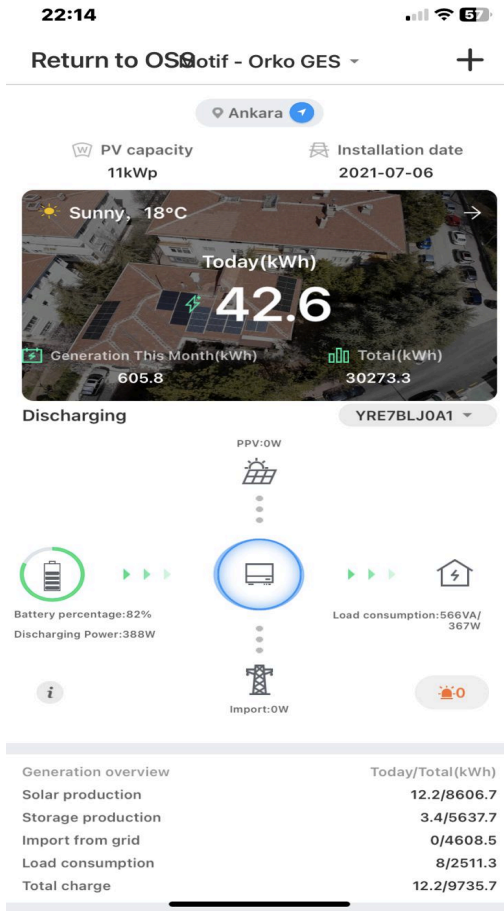 22:14
57
Return to OSS
Motif - Orko GES
Ankara
PV capacity
11kWp
Installation date
2021-07-06
Sunny, 18°C
Today(kWh)
42.6
Generation This Month(kWh)
605.8
Total(kWh)
30273.3
Discharging
YRE7BLJ0A1
PPV:0W
Battery percentage:82%
Discharging Power:388W
Load consumption:566VA/
367W
Import:0W
i
0
Generation overview Today/Total(kWh)
Solar production 12.2/8606.7
Storage production 3.4/5637.7
Import from grid 0/4608.5
Load consumption 8/2511.3
Total charge 12.2/9735.7